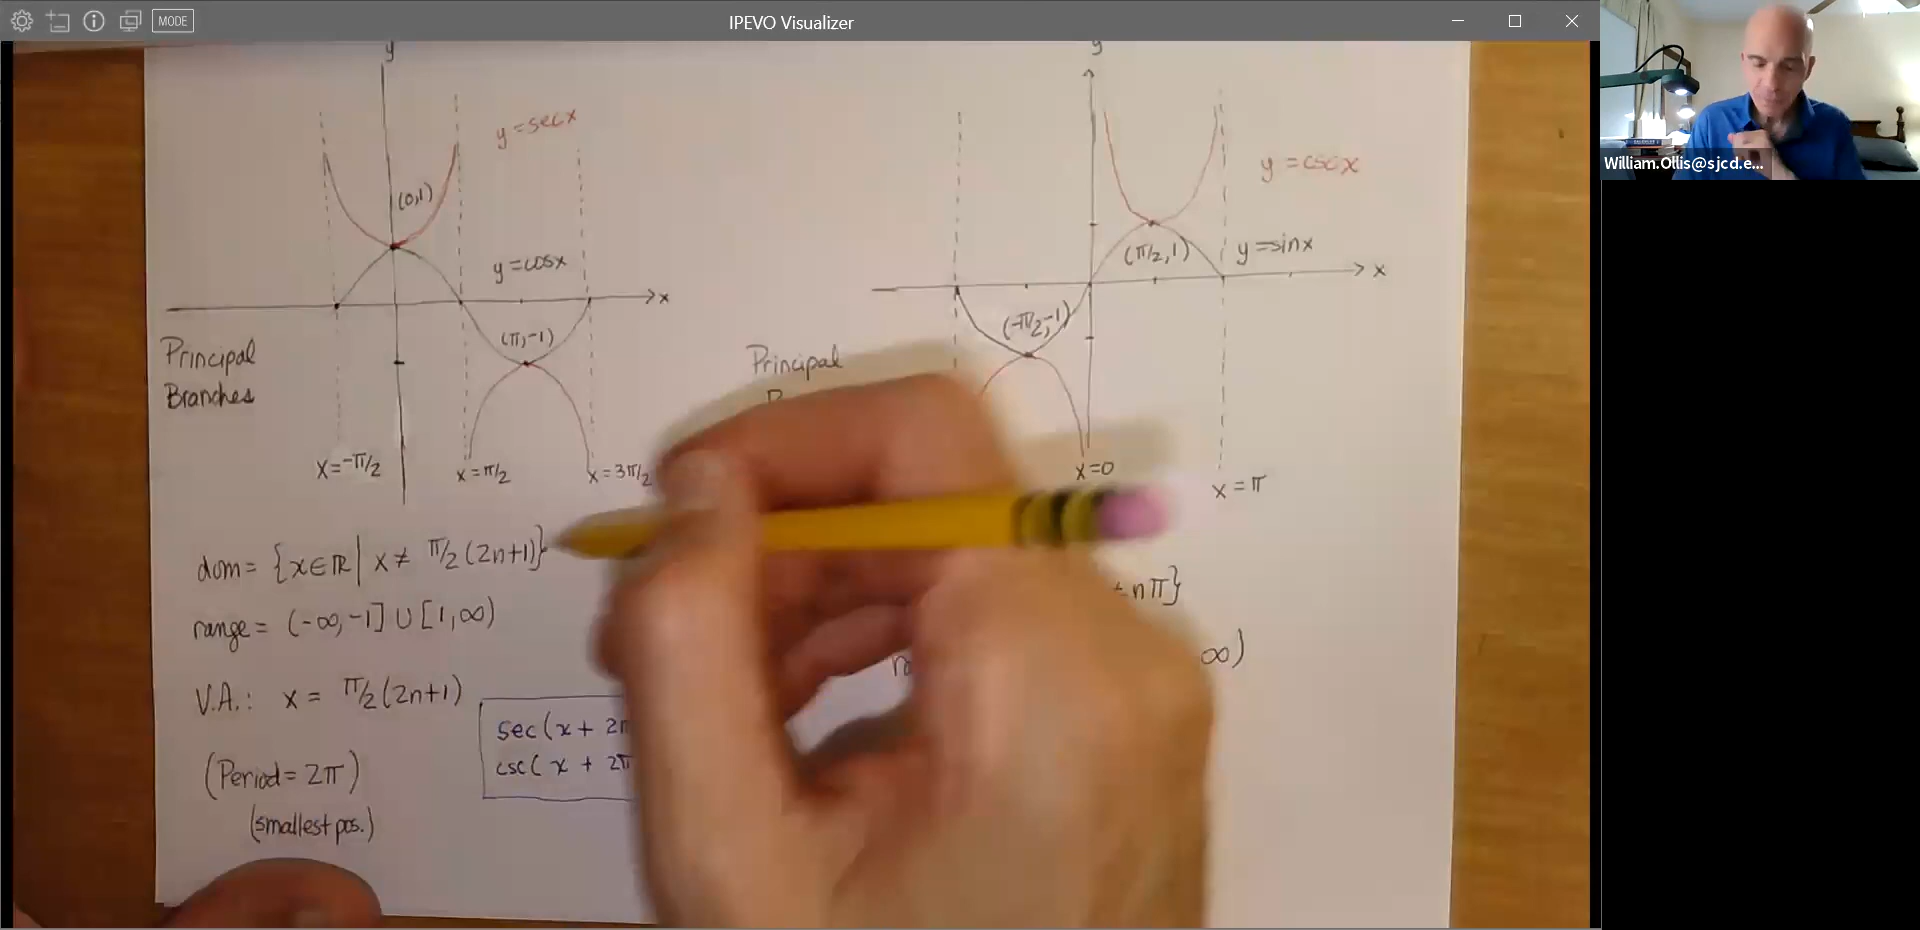 MODE
IPEVO Visualizer
William.Ollis@sjcd.e...
y
y = sec x
(0,1)
y = cos x
x
(π,-1)
Principal
Branches
x = -π/2
x = π/2
x = 3π/2
dom = {x ∈ ℝ | x ≠ π/2 (2n+1)}
range = (-∞,-1] ∪ [1,∞)
V.A.: x = π/2 (2n+1)
(Period = 2π)
(smallest pos.)
sec(x + 2π
csc(x + 2π
y
y = csc x
(π/2, 1)
y = sin x
x
(-π/2,-1)
Principal
x = 0
x = π
nπ}
∞)